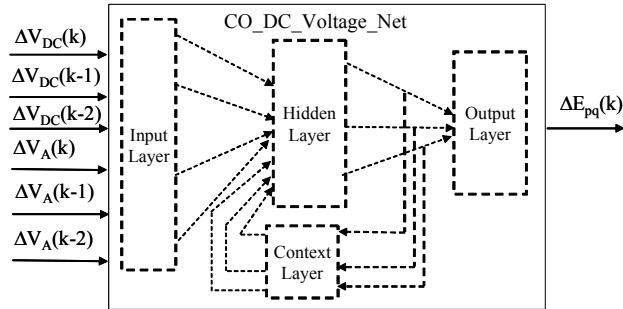 CO_DC_Voltage_Net
ΔV_DC(k)
ΔV_DC(k-1)
ΔV_DC(k-2)
ΔV_A(k)
ΔV_A(k-1)
ΔV_A(k-2)
Input
Layer
Hidden
Layer
Context
Layer
Output
Layer
ΔE_pq(k)